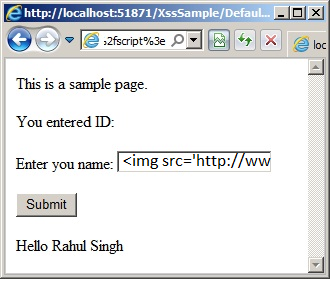 http://localhost:51871/XssSample/Defaul...
%2fscript%3e
loc
This is a sample page.
You entered ID:
Enter you name: <img src='http://ww
Submit
Hello Rahul Singh